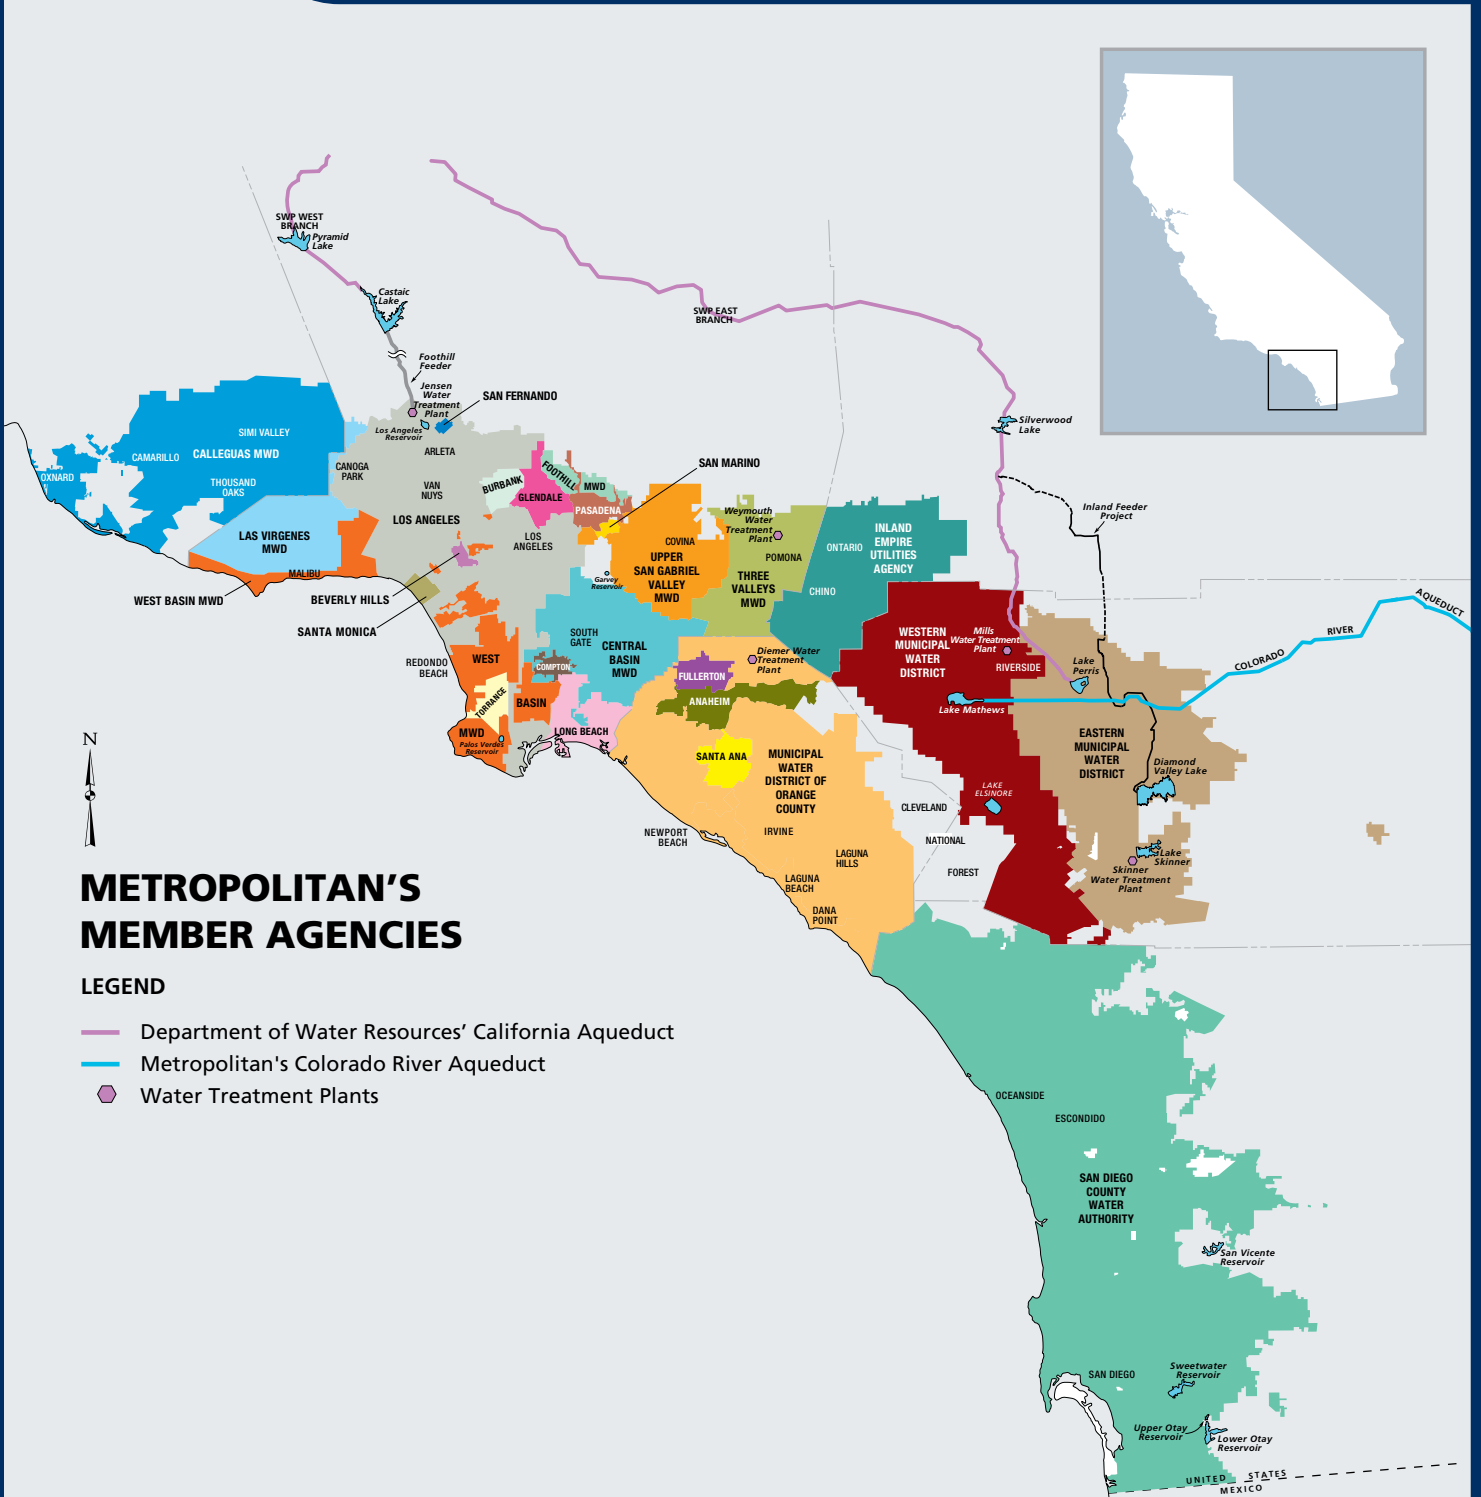 SWP WEST
BRANCH
Pyramid
Lake
Castaic
Lake
SWP EAST
BRANCH
Foothill
Feeder
Jensen
Water
Treatment
Plant
SAN FERNANDO
Los Angeles
Reservoir
Silverwood
Lake
SIMI VALLEY
CAMARILLO
CALLEGUAS MWD
OXNARD
THOUSAND
OAKS
ARLETA
CANOGA
PARK
VAN
NUYS
LOS ANGELES
BURBANK
GLENDALE
FOOTHILL
MWD
PASADENA
SAN MARINO
LOS
ANGELES
LAS VIRGENES
MWD
MALIBU
WEST BASIN MWD
BEVERLY HILLS
SANTA MONICA
Garvey
Reservoir
COVINA
UPPER
SAN GABRIEL
VALLEY
MWD
Weymouth
Water
Treatment
Plant
POMONA
THREE
VALLEYS
MWD
ONTARIO
INLAND
EMPIRE
UTILITIES
AGENCY
CHINO
Inland Feeder
Project
AQUEDUCT
RIVER
COLORADO
REDONDO
BEACH
WEST
TORRANCE
BASIN
MWD
Palos Verdes
Reservoir
COMPTON
SOUTH
GATE
CENTRAL
BASIN
MWD
LONG BEACH
L.A.
FULLERTON
Diemer Water
Treatment
Plant
ANAHEIM
SANTA ANA
MUNICIPAL
WATER
DISTRICT OF
ORANGE
COUNTY
NEWPORT
BEACH
IRVINE
LAGUNA
HILLS
LAGUNA
BEACH
DANA
POINT
WESTERN
MUNICIPAL
WATER
DISTRICT
Mills
Water Treatment
Plant
RIVERSIDE
Lake
Perris
Lake Mathews
EASTERN
MUNICIPAL
WATER
DISTRICT
Diamond
Valley Lake
LAKE
ELSINORE
CLEVELAND
NATIONAL
FOREST
Lake
Skinner
Skinner
Water Treatment
Plant
N
METROPOLITAN’S
MEMBER AGENCIES
LEGEND
Department of Water Resources’ California Aqueduct
Metropolitan's Colorado River Aqueduct
Water Treatment Plants
OCEANSIDE
ESCONDIDO
SAN DIEGO
COUNTY
WATER
AUTHORITY
San Vicente
Reservoir
SAN DIEGO
Sweetwater
Reservoir
Upper Otay
Reservoir
Lower Otay
Reservoir
UNITED STATES
MEXICO